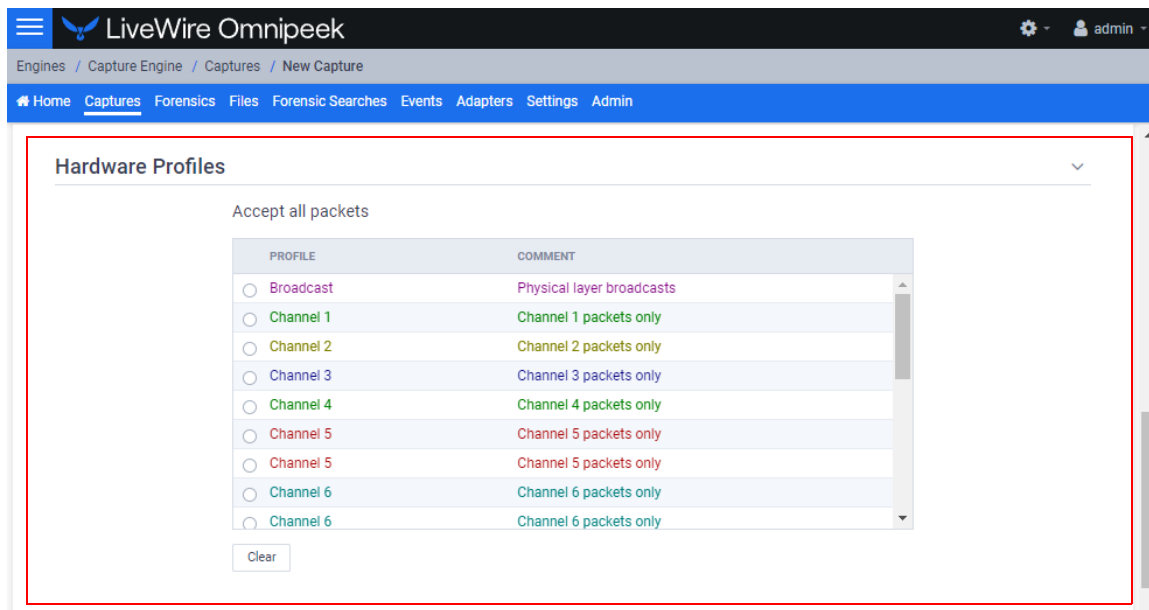 LiveWire Omnipeek
admin
Engines / Capture Engine / Captures / New Capture
Home Captures Forensics Files Forensic Searches Events Adapters Settings Admin
Hardware Profiles
Accept all packets
PROFILE COMMENT
Broadcast Physical layer broadcasts
Channel 1 Channel 1 packets only
Channel 2 Channel 2 packets only
Channel 3 Channel 3 packets only
Channel 4 Channel 4 packets only
Channel 5 Channel 5 packets only
Channel 5 Channel 5 packets only
Channel 6 Channel 6 packets only
Channel 6 Channel 6 packets only
Clear